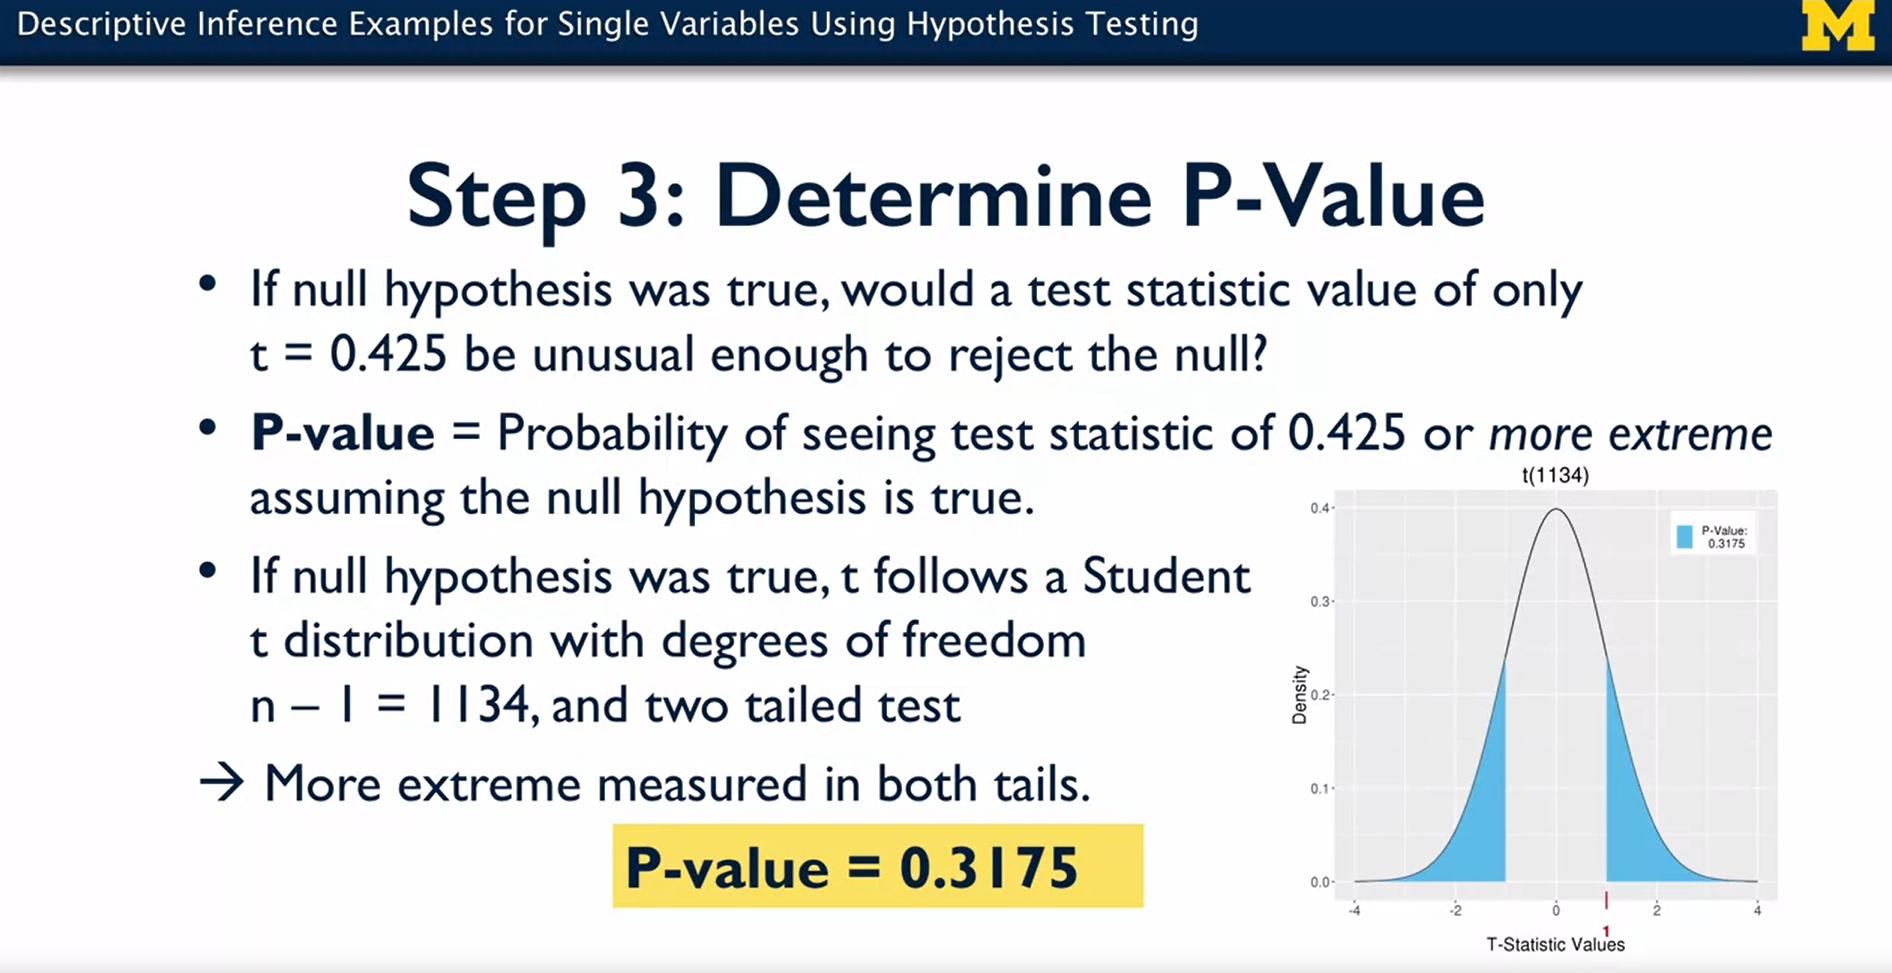 Descriptive Inference Examples for Single Variables Using Hypothesis Testing
M
Step 3: Determine P-Value
• If null hypothesis was true, would a test statistic value of only
t = 0.425 be unusual enough to reject the null?
• P-value = Probability of seeing test statistic of 0.425 or more extreme
assuming the null hypothesis is true.
• If null hypothesis was true, t follows a Student
t distribution with degrees of freedom
n – 1 = 1134, and two tailed test
→ More extreme measured in both tails.
P-value = 0.3175
t(1134)
P-Value:
0.3175
Density
0.4
0.3
0.2
0.1
0.0
-4 -2 0 2 4
1
T-Statistic Values